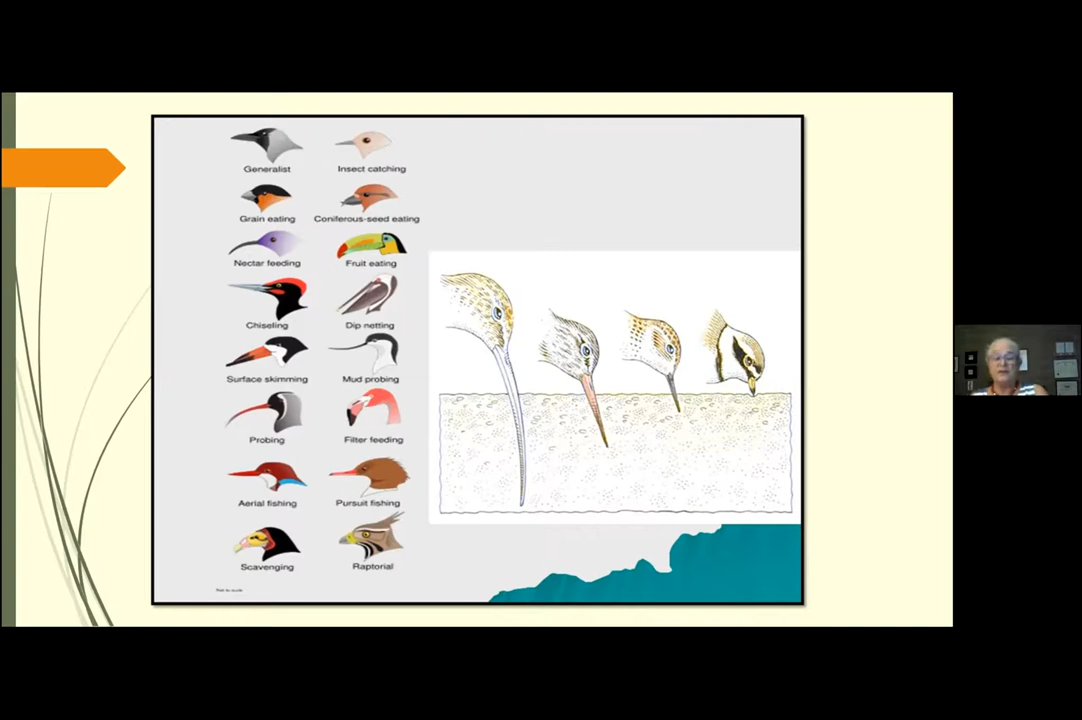 Generalist
Insect catching
Grain eating
Coniferous-seed eating
Nectar feeding
Fruit eating
Chiseling
Dip netting
Surface skimming
Mud probing
Probing
Filter feeding
Aerial fishing
Pursuit fishing
Scavenging
Raptorial